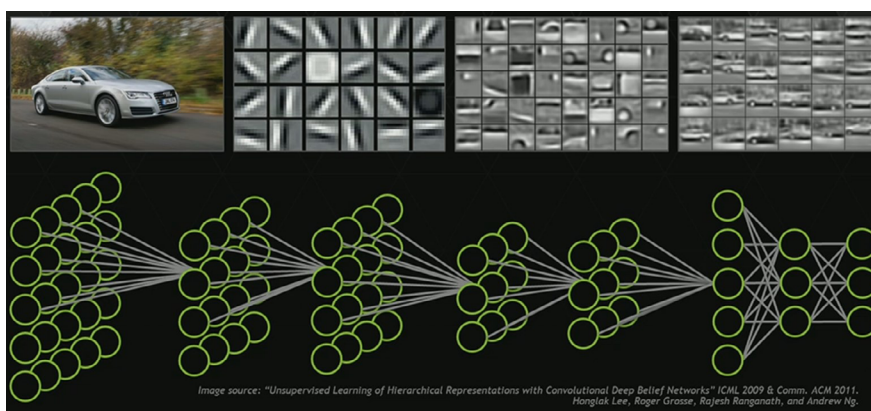 Image source: “Unsupervised Learning of Hierarchical Representations with Convolutional Deep Belief Networks” ICML 2009 & Comm. ACM 2011.
Honglak Lee, Roger Grosse, Rajesh Ranganath, and Andrew Ng.